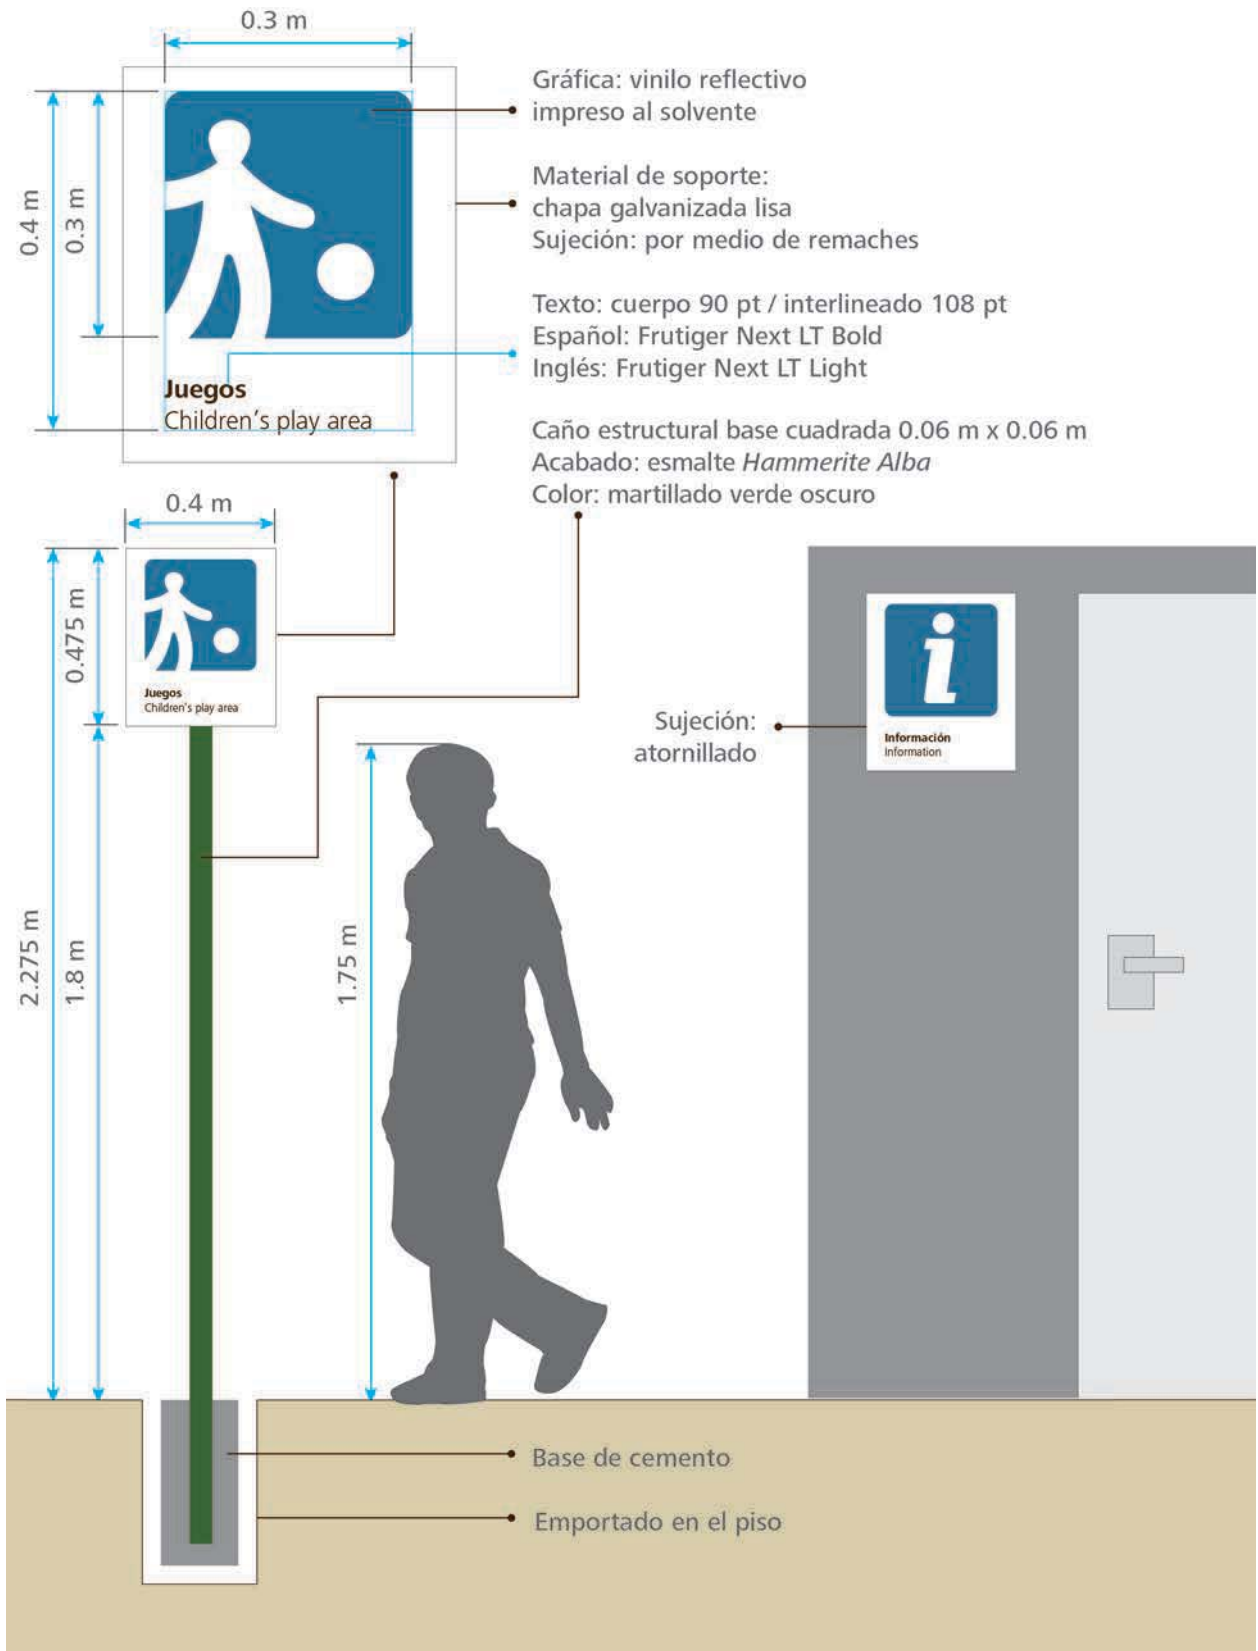 0.3 m
0.4 m
0.3 m
Gráfica: vinilo reflectivo
impreso al solvente
Material de soporte:
chapa galvanizada lisa
Sujeción: por medio de remaches
Texto: cuerpo 90 pt / interlineado 108 pt
Español: Frutiger Next LT Bold
Inglés: Frutiger Next LT Light
Juegos
Children's play area
Caño estructural base cuadrada 0.06 m x 0.06 m
Acabado: esmalte Hammerite Alba
Color: martillado verde oscuro
0.4 m
0.475 m
Juegos
Children's play area
2.275 m
1.8 m
1.75 m
Sujeción:
atornillado
i
Información
Information
Base de cemento
Emportado en el piso